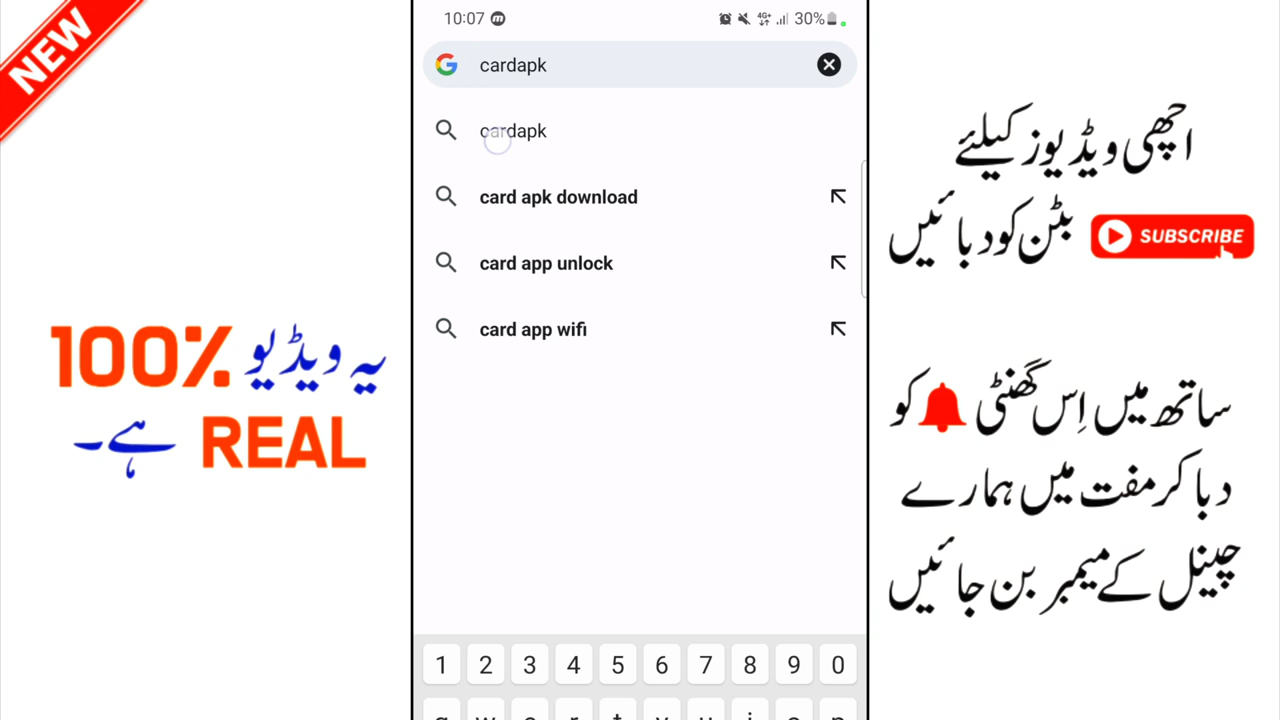 NEW
10:07
4G+
30%
cardapk
cardapk
card apk download
card app unlock
card app wifi
1 2 3 4 5 6 7 8 9 0
یہ ویڈیو 100%
REAL ہے۔
اچھی ویڈیوز کیلئے
SUBSCRIBE بٹن کو دبائیں
ساتھ میں اِس گھنٹی کو
دبا کر مفت میں ہمارے
چینل کے میمبر بن جائیں